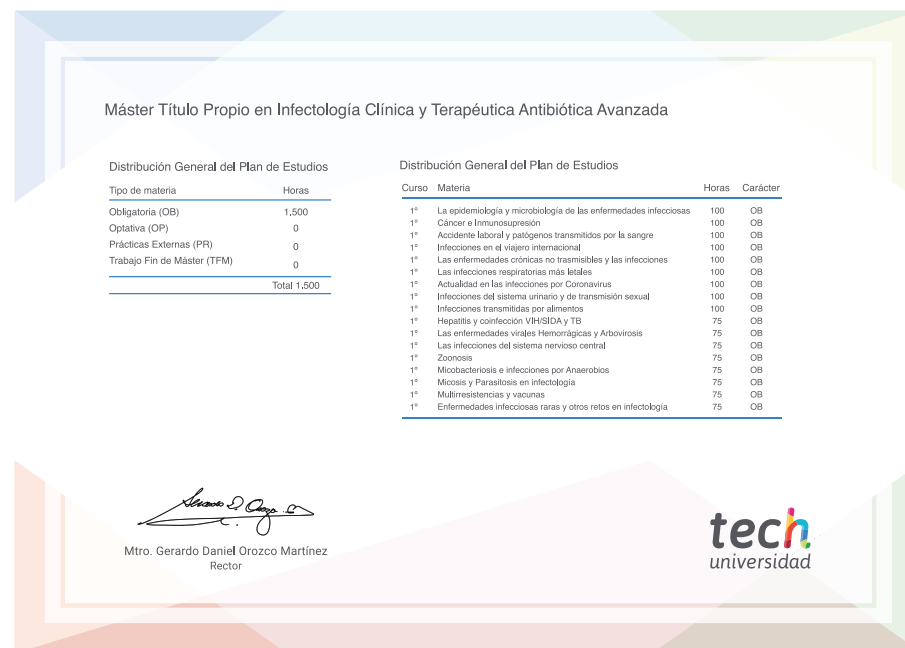 Máster Título Propio en Infectología Clínica y Terapéutica Antibiótica Avanzada
Distribución General del Plan de Estudios
Tipo de materia Horas
Obligatoria (OB) 1,500
Optativa (OP) 0
Prácticas Externas (PR) 0
Trabajo Fin de Máster (TFM) 0
Total 1.500
Distribución General del Plan de Estudios
Curso Materia Horas Carácter
1º La epidemiología y microbiología de las enfermedades infecciosas 100 OB
1º Cáncer e Inmunosupresión 100 OB
1º Accidente laboral y patógenos transmitidos por la sangre 100 OB
1º Infecciones en el viajero internacional 100 OB
1º Las enfermedades crónicas no trasmisibles y las infecciones 100 OB
1º Las infecciones respiratorias más letales 100 OB
1º Actualidad en las infecciones por Coronavirus 100 OB
1º Infecciones del sistema urinario y de transmisión sexual 100 OB
1º Infecciones transmitidas por alimentos 100 OB
1º Hepatitis y coinfección VIH/SIDA y TB 75 OB
1º Las enfermedades virales Hemorrágicas y Arbovirosis 75 OB
1º Las infecciones del sistema nervioso central 75 OB
1º Zoonosis 75 OB
1º Micobacteriosis e infecciones por Anaerobios 75 OB
1º Micosis y Parasitosis en infectología 75 OB
1º Multirresistencias y vacunas 75 OB
1º Enfermedades infecciosas raras y otros retos en infectología 75 OB
Mtro. Gerardo Daniel Orozco Martínez
Rector
tech
universidad